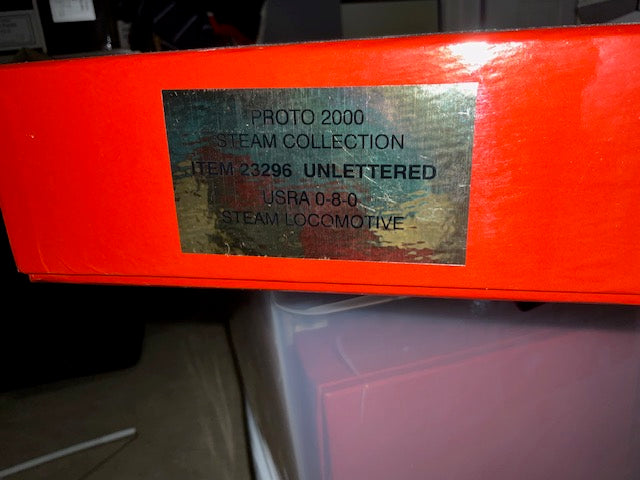 PROTO 2000
STEAM COLLECTION
ITEM 23296 UNLETTERED
USRA 0-8-0
STEAM LOCOMOTIVE